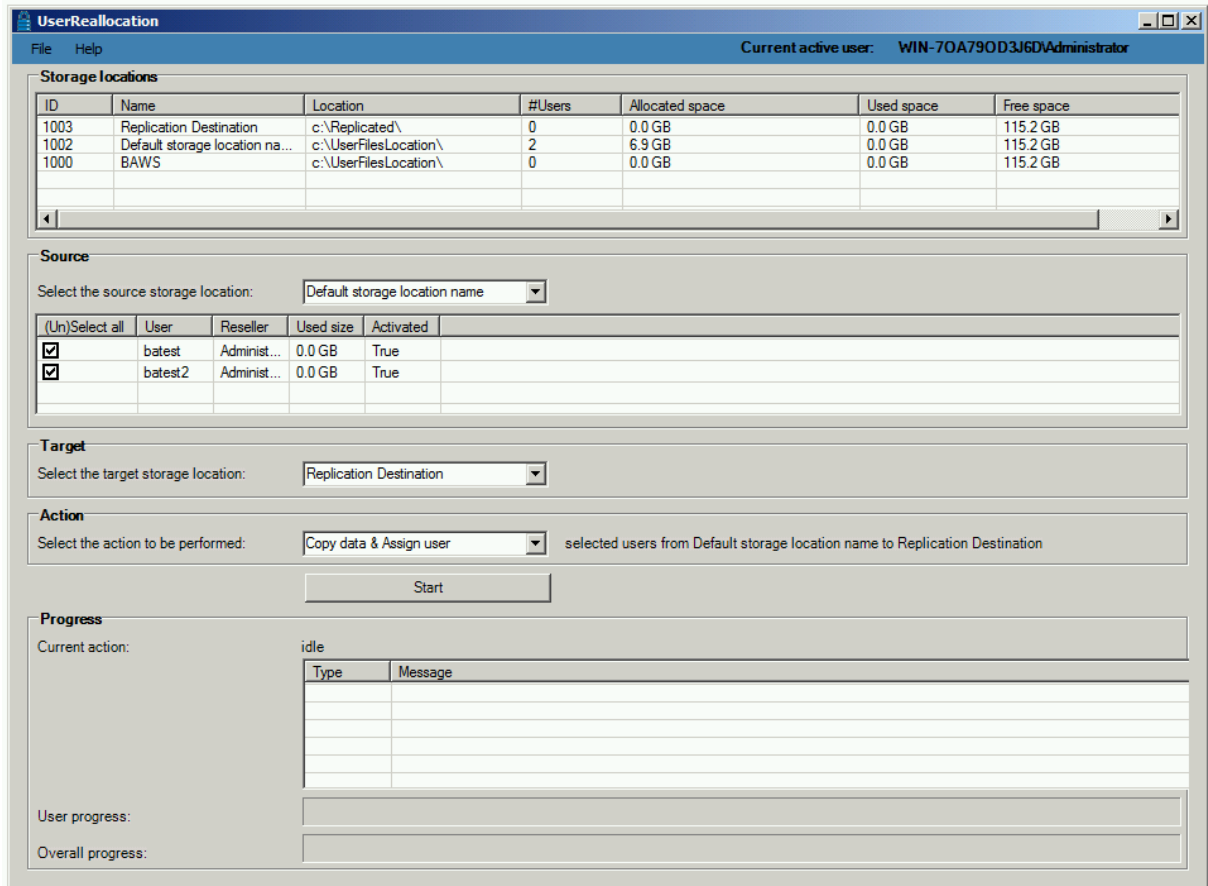 UserReallocation
File Help Current active user: WIN-7OA79OD3J6D\Administrator
Storage locations
ID Name Location #Users Allocated space Used space Free space
1003 Replication Destination c:\Replicated\ 0 0.0 GB 0.0 GB 115.2 GB
1002 Default storage location na... c:\UserFilesLocation\ 2 6.9 GB 0.0 GB 115.2 GB
1000 BAWS c:\UserFilesLocation\ 0 0.0 GB 0.0 GB 115.2 GB
Source
Select the source storage location: Default storage location name
(Un)Select all User Reseller Used size Activated
batest Administ... 0.0 GB True
batest2 Administ... 0.0 GB True
Target
Select the target storage location: Replication Destination
Action
Select the action to be performed: Copy data & Assign user selected users from Default storage location name to Replication Destination
Start
Progress
Current action: idle
Type Message
User progress:
Overall progress: